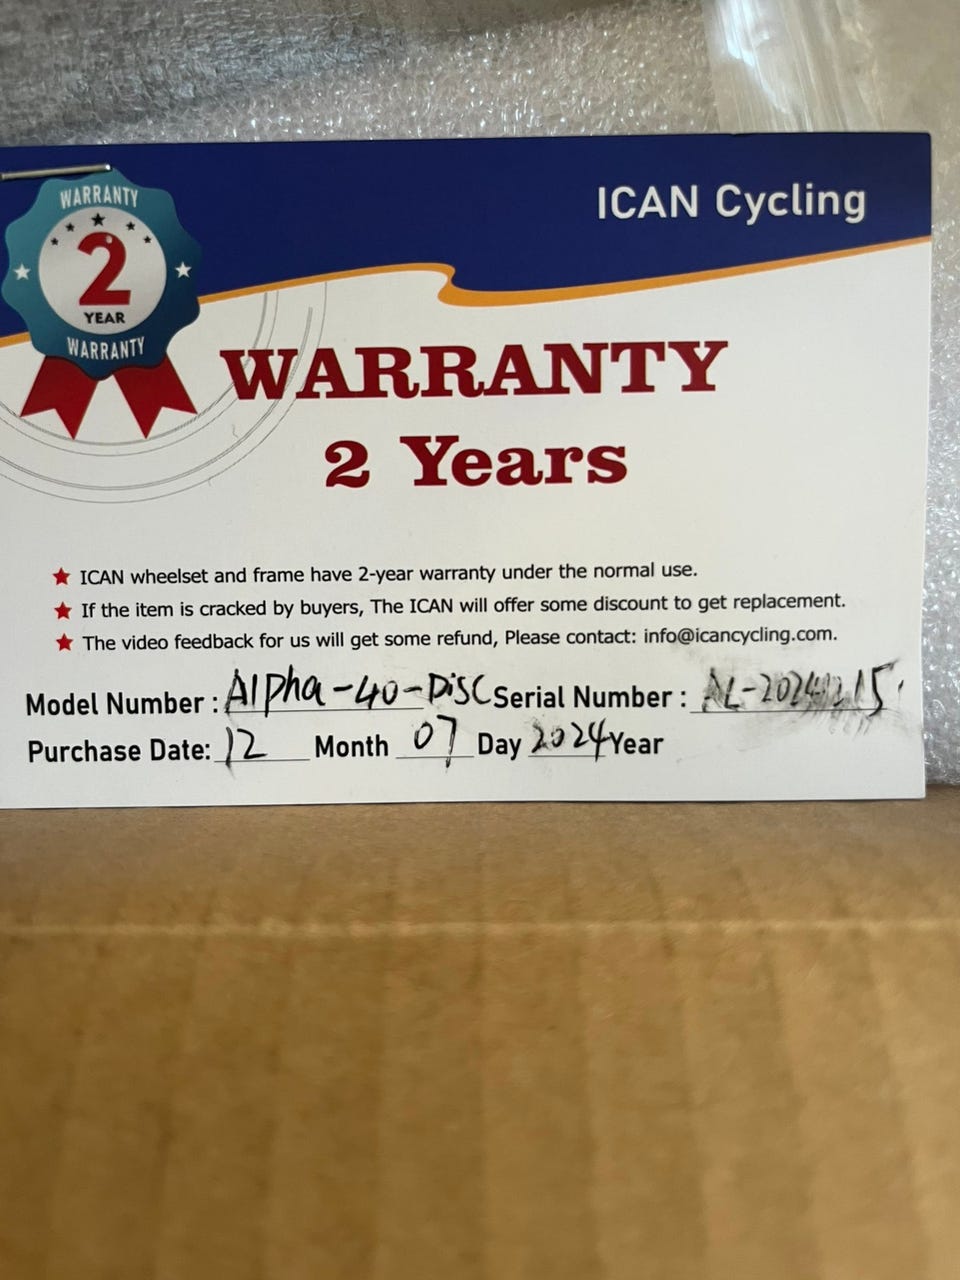 ICAN Cycling
WARRANTY
2
YEAR
WARRANTY
WARRANTY
2 Years
ICAN wheelset and frame have 2-year warranty under the normal use.
If the item is cracked by buyers, The ICAN will offer some discount to get replacement.
The video feedback for us will get some refund, Please contact: info@icancycling.com.
Model Number : Alpha-40-Disc Serial Number :
Purchase Date: 12 Month 07 Day 2024 Year